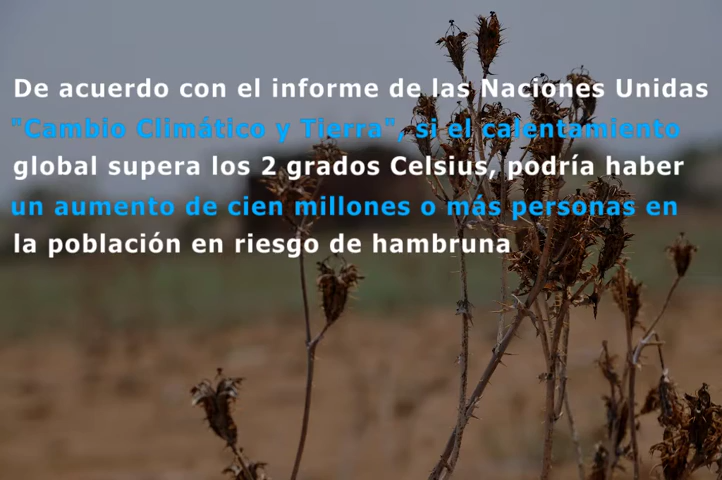 De acuerdo con el informe de las Naciones Unidas
"Cambio Climático y Tierra", si el calentamiento
global supera los 2 grados Celsius, podría haber
un aumento de cien millones o más personas en
la población en riesgo de hambruna